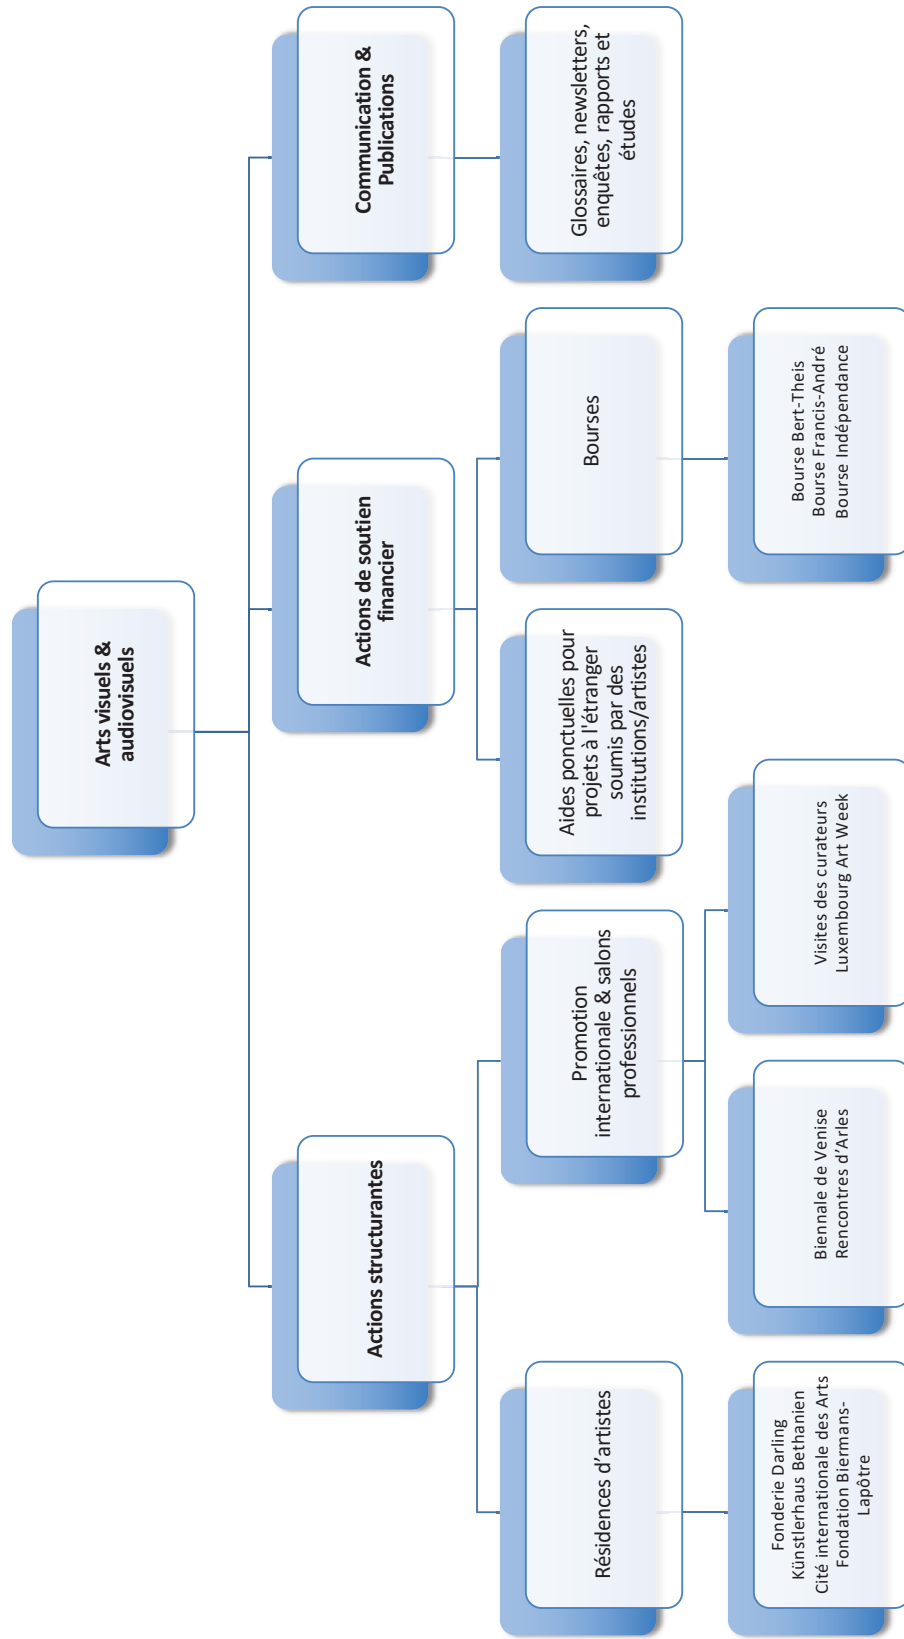 Arts visuels &
audiovisuels
Actions structurantes
Actions de soutien
financier
Communication &
Publications
Résidences d'artistes
Promotion
internationale & salons
professionnels
Aides ponctuelles pour
projets à l'étranger
soumis par des
institutions/artistes
Bourses
Glossaires, newsletters,
enquêtes, rapports et
études
Fonderie Darling
Künstlerhaus Bethanien
Cité internationale des Arts
Fondation Biermans-
Lapôtre
Biennale de Venise
Rencontres d’Arles
Visites des curateurs
Luxembourg Art Week
Bourse Bert-Theis
Bourse Francis-André
Bourse Indépendance